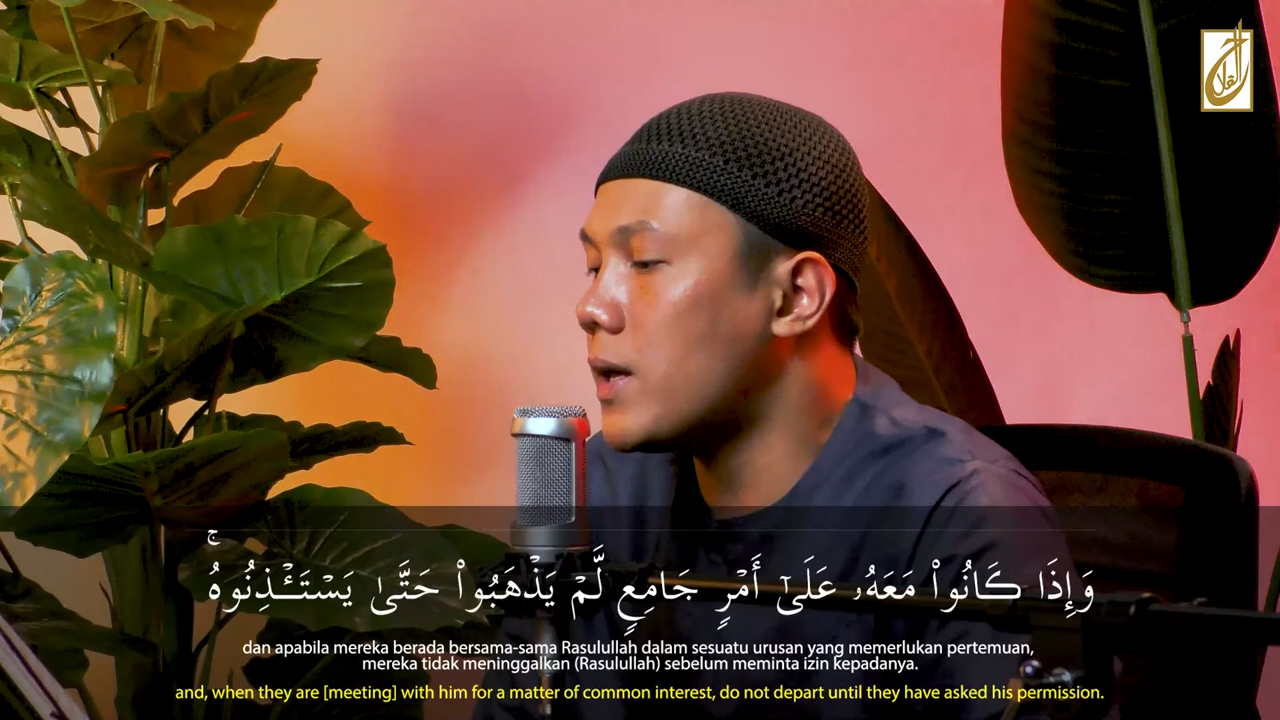 العلا
وَإِذَا كَانُوا۟ مَعَهُۥ عَلَىٰٓ أَمْرٍ جَامِعٍ لَّمْ يَذْهَبُوا۟ حَتَّىٰ يَسْتَـْٔذِنُوهُ ۚ
dan apabila mereka berada bersama-sama Rasulullah dalam sesuatu urusan yang memerlukan pertemuan,
mereka tidak meninggalkan (Rasulullah) sebelum meminta izin kepadanya.
and, when they are [meeting] with him for a matter of common interest, do not depart until they have asked his permission.